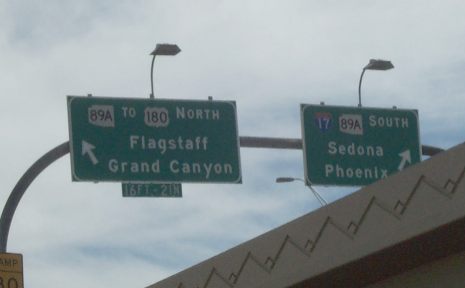 89A TO 180 NORTH
Flagstaff
Grand Canyon
16FT-2IN
17 89A SOUTH
Sedona
Phoenix